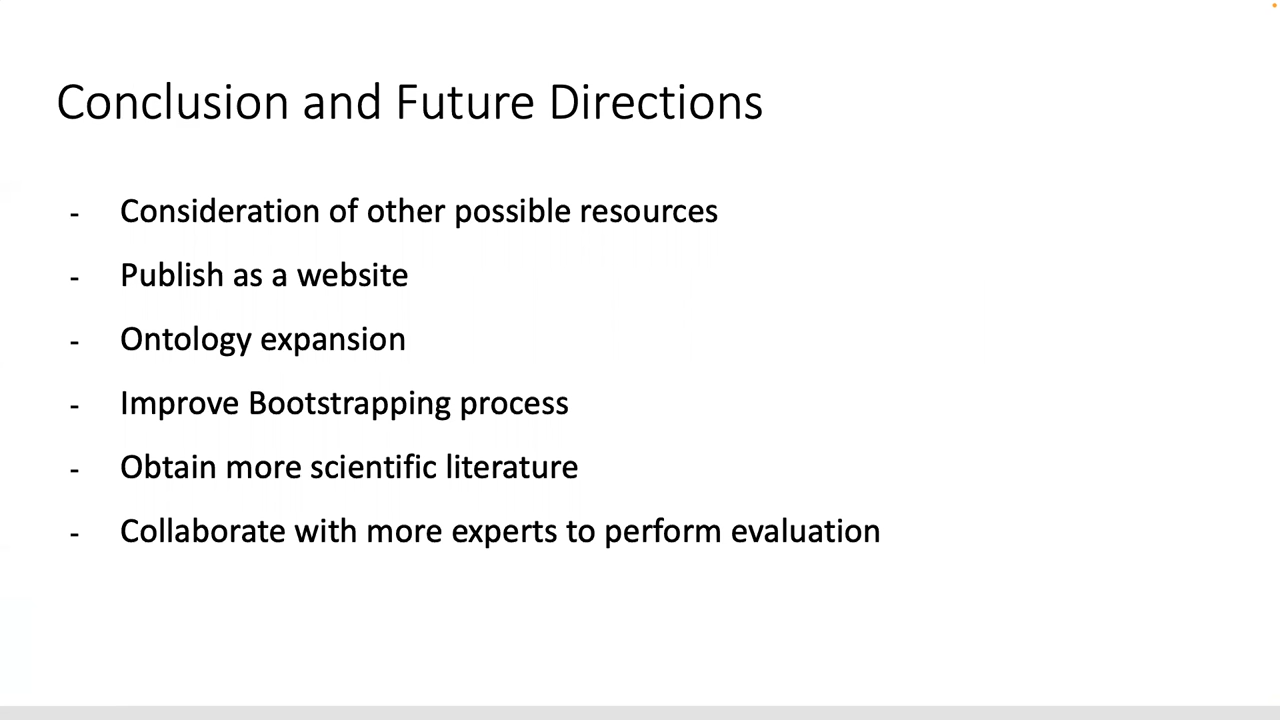 Conclusion and Future Directions
- Consideration of other possible resources
- Publish as a website
- Ontology expansion
- Improve Bootstrapping process
- Obtain more scientific literature
- Collaborate with more experts to perform evaluation